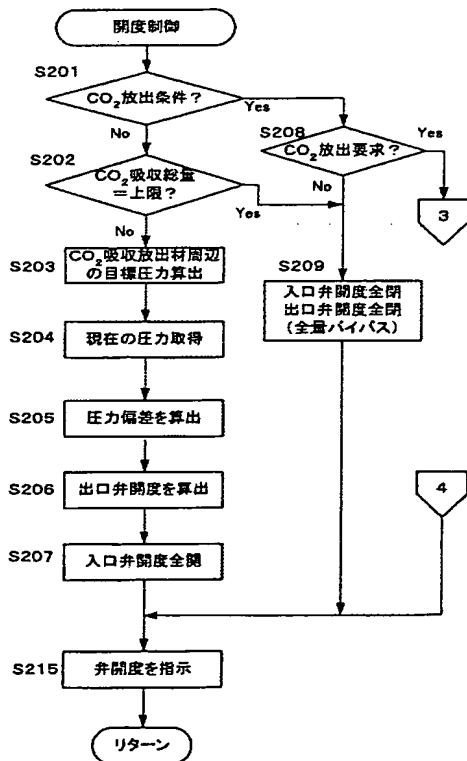 開度制御
S201
CO₂放出条件？
Yes
No
S208
CO₂放出要求？
Yes
No
3
S202
CO₂吸収総量
＝上限？
Yes
No
S203
CO₂吸収放出材周辺
の目標圧力算出
S209
入口弁開度全閉
出口弁開度全閉
(全量バイパス)
S204
現在の圧力取得
S205
圧力偏差を算出
S206
出口弁開度を算出
4
S207
入口弁開度全開
S215
弁開度を指示
リターン